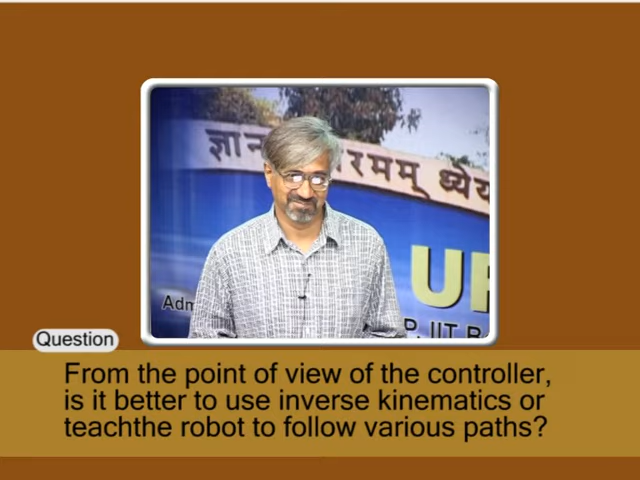 ज्ञान
रमम् ध्येय
UP
Adm
P, IIT R
Question
From the point of view of the controller,
is it better to use inverse kinematics or
teachthe robot to follow various paths?